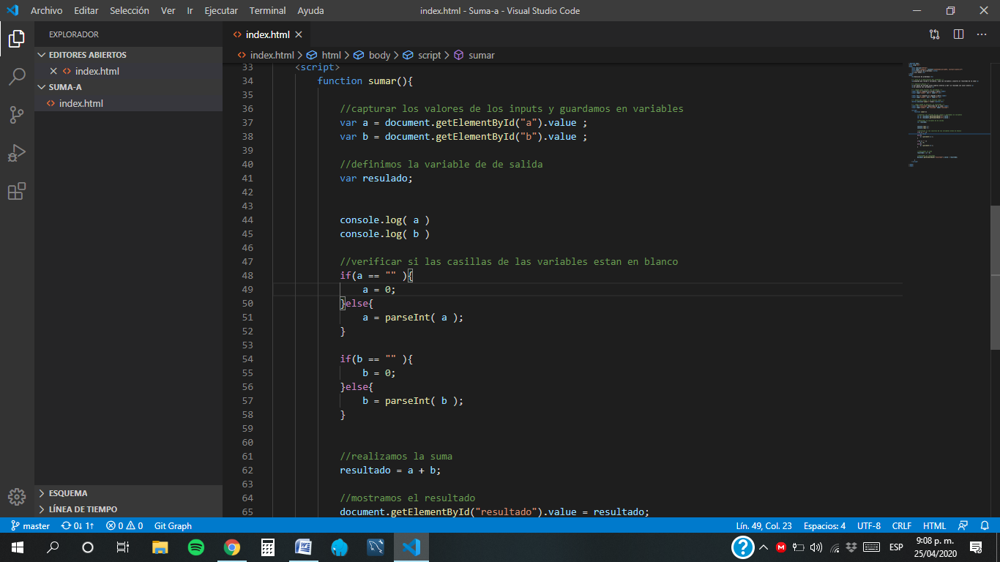 Archivo Editar Selección Ver Ir Ejecutar Terminal Ayuda index.html - Suma-a - Visual Studio Code
EXPLORADOR
EDITORES ABIERTOS
index.html
SUMA-A
index.html
ESQUEMA
LÍNEA DE TIEMPO
index.html
index.html > html > body > script > sumar
33 <script>
34 function sumar(){
35
36 //capturar los valores de los inputs y guardamos en variables
37 var a = document.getElementById("a").value ;
38 var b = document.getElementById("b").value ;
39
40 //definimos la variable de de salida
41 var resulado;
42
43
44 console.log( a )
45 console.log( b )
46
47 //verificar si las casillas de las variables estan en blanco
48 if(a == "" ){
49 a = 0;
50 }else{
51 a = parseInt( a );
52 }
53
54 if(b == "" ){
55 b = 0;
56 }else{
57 b = parseInt( b );
58 }
59
60
61 //realizamos la suma
62 resultado = a + b;
63
64 //mostramos el resultado
65 document.getElementById("resultado").value = resultado;
master 0↓ 1↑ 0 0 Git Graph Lín. 49, Col. 23 Espacios: 4 UTF-8 CRLF HTML
ESP 9:08 p. m.
25/04/2020